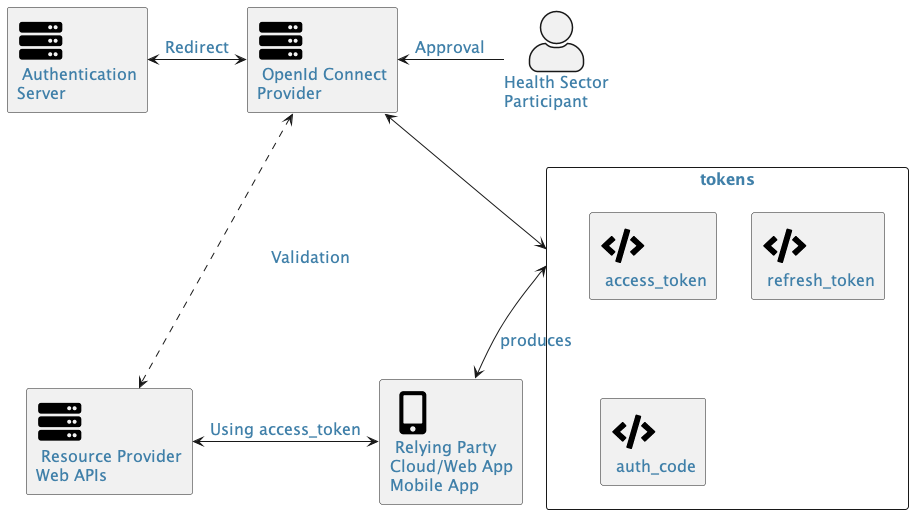 Redirect
Approval
Authentication
Server
OpenId Connect
Provider
Health Sector
Participant
tokens
access_token
refresh_token
Validation
produces
auth_code
Using access_token
Resource Provider
Web APIs
Relying Party
Cloud/Web App
Mobile App